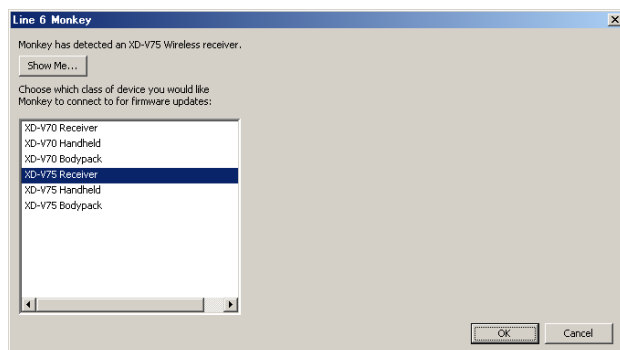 Line 6 Monkey
Monkey has detected an XD-V75 Wireless receiver.
Show Me...
Choose which class of device you would like
Monkey to connect to for firmware updates:
XD-V70 Receiver
XD-V70 Handheld
XD-V70 Bodypack
XD-V75 Receiver
XD-V75 Handheld
XD-V75 Bodypack
OK
Cancel